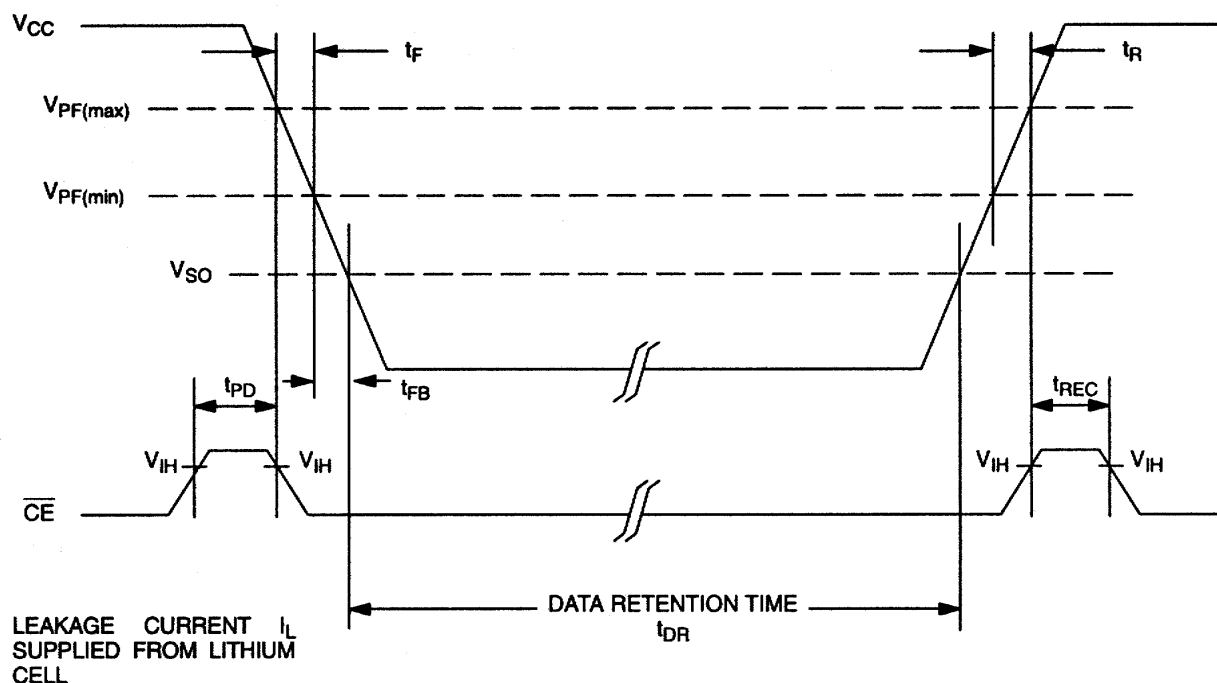 VCC
tF
tR
VPF(max)
VPF(min)
VSO
tPD
tFB
tREC
VIH
VIH
VIH
VIH
CE
DATA RETENTION TIME
tDR
LEAKAGE CURRENT IL
SUPPLIED FROM LITHIUM
CELL